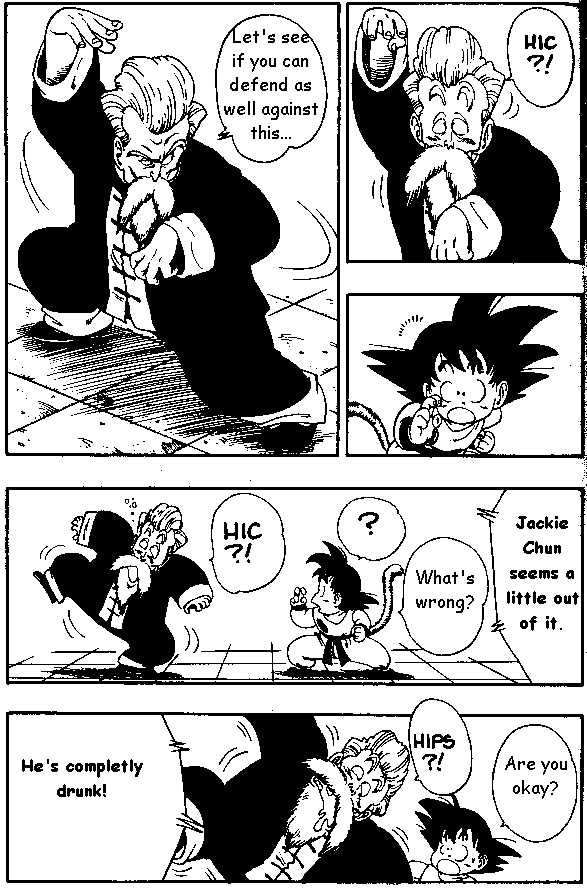 Let's see
if you can
defend as
well against
this...
HIC
?!
HIC
?!
?
What's
wrong?
Jackie
Chun
seems a
little out
of it.
He's completly
drunk!
HIPS
?!
Are you
okay?